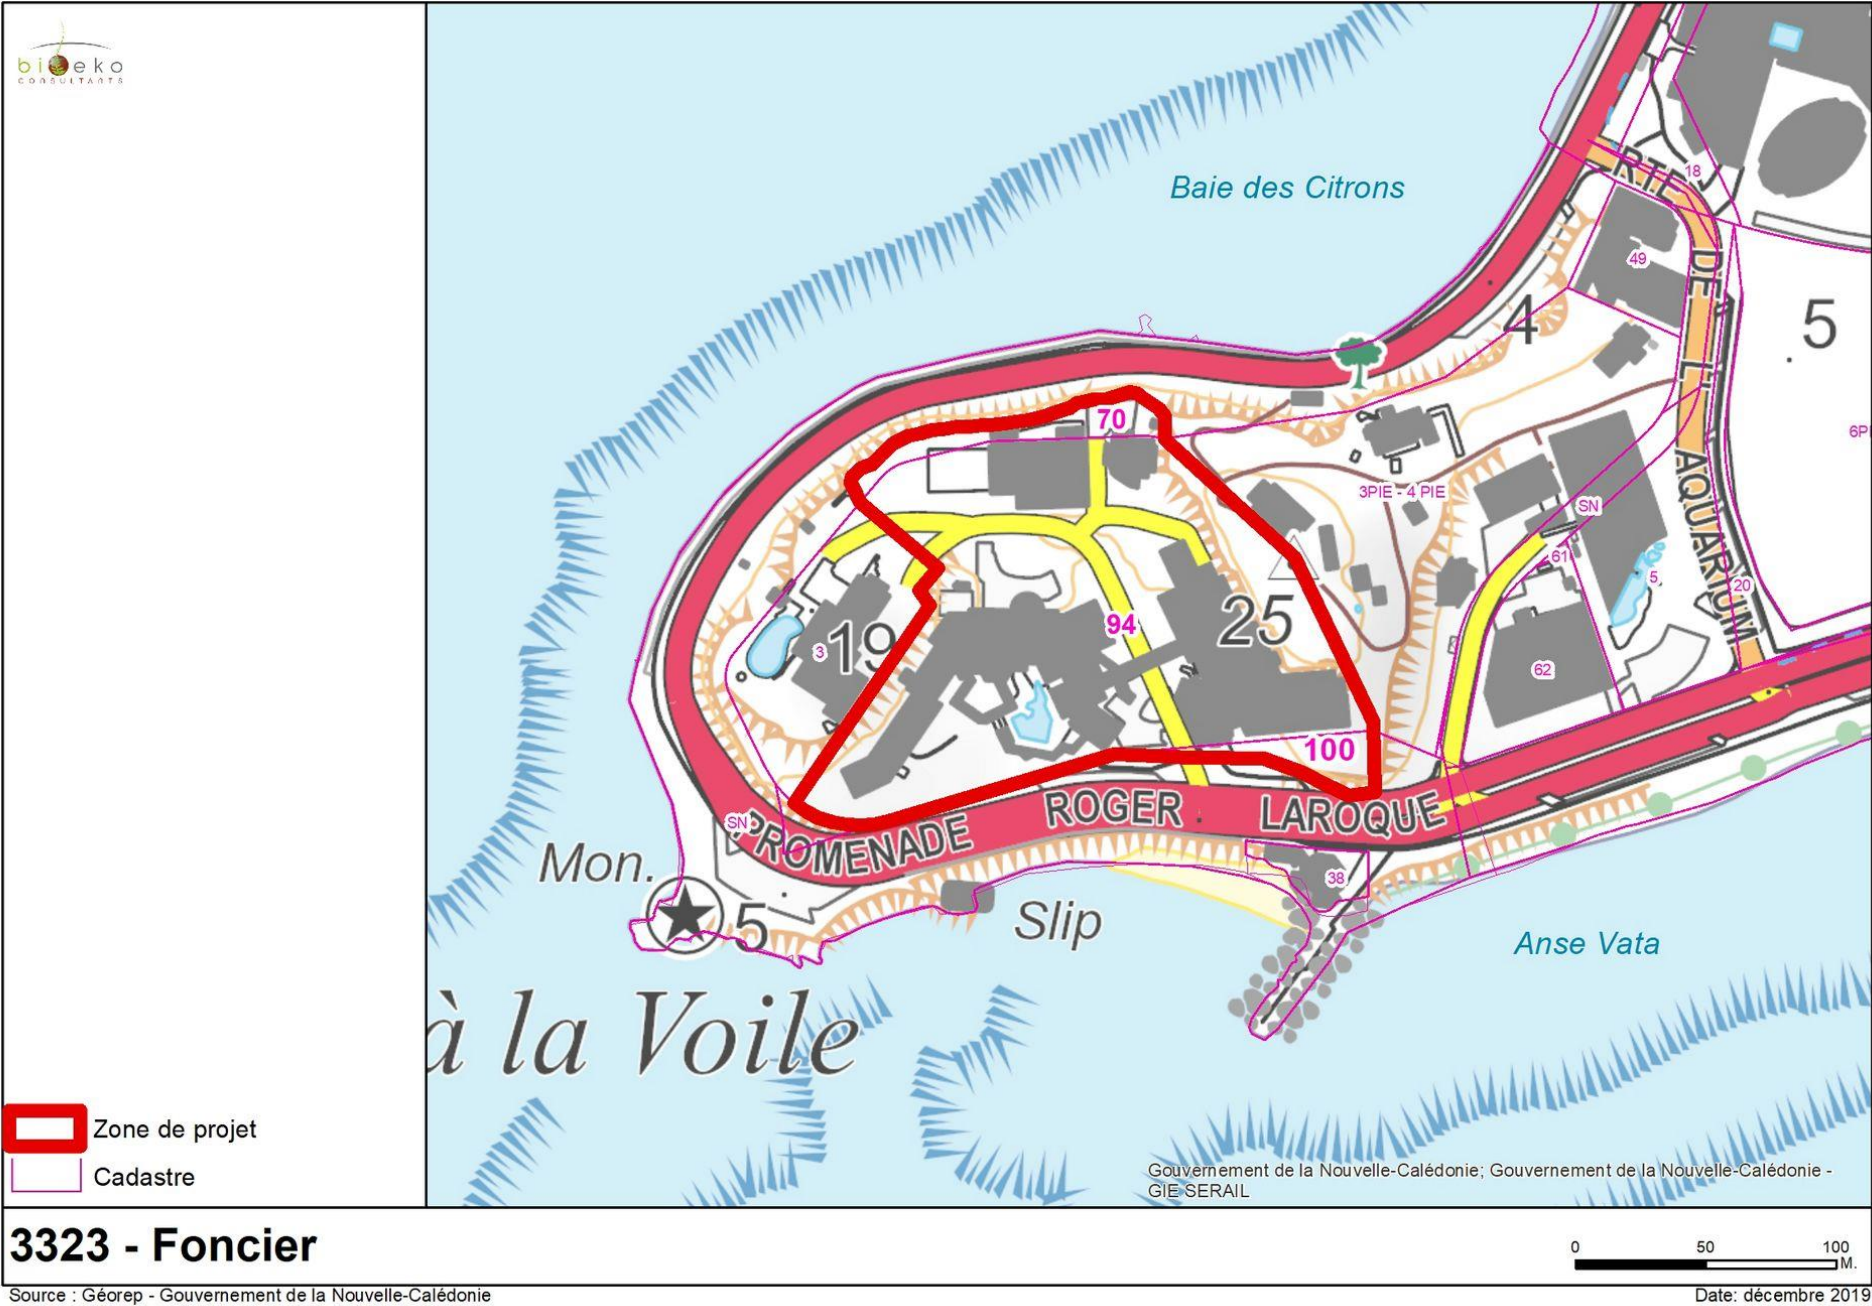 bioeko
CONSULTANTS
Baie des Citrons
RTE DE L' AQUARIUM
18
49
4
5
6P
70
3PIE - 4 PIE
SN
61
5
20
94
25
19
3
62
100
PROMENADE ROGER LAROQUE
SN
Mon.
5
Slip
38
Anse Vata
à la Voile
Zone de projet
Cadastre
Gouvernement de la Nouvelle-Calédonie; Gouvernement de la Nouvelle-Calédonie -
GIE SERAIL
3323 - Foncier
0 50 100
M.
Source : Géorep - Gouvernement de la Nouvelle-Calédonie
Date: décembre 2019